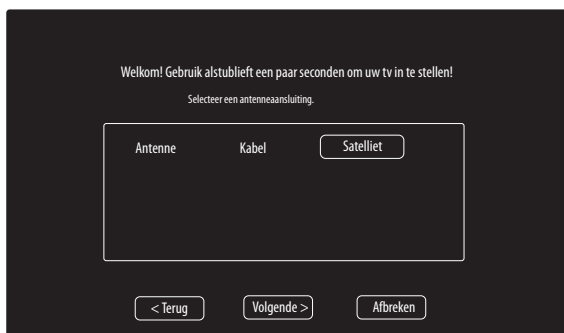 Welkom! Gebruik alstublieft een paar seconden om uw tv in te stellen!
Selecteer een antenneaansluiting.
Antenne Kabel Satelliet
< Terug Volgende > Afbreken